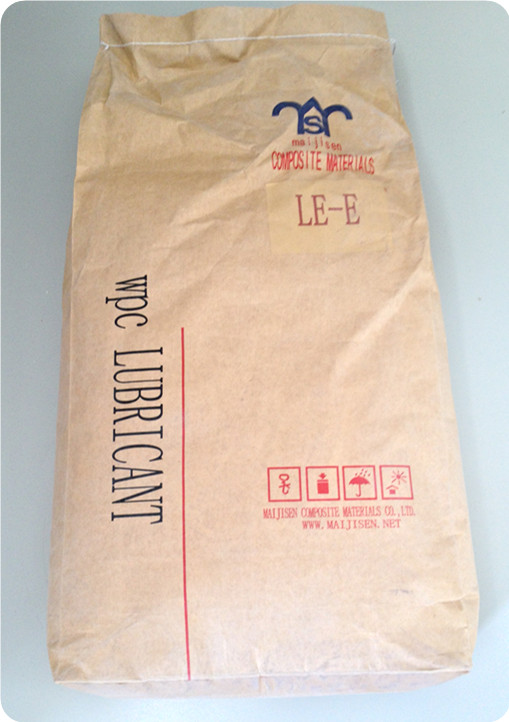 maijisen
COMPOSITE MATERIALS
LE-E
wpc LUBRICANT
MAIJISEN COMPOSITE MATERIALS CO.,LTD.
WWW.MAIJISEN.NET